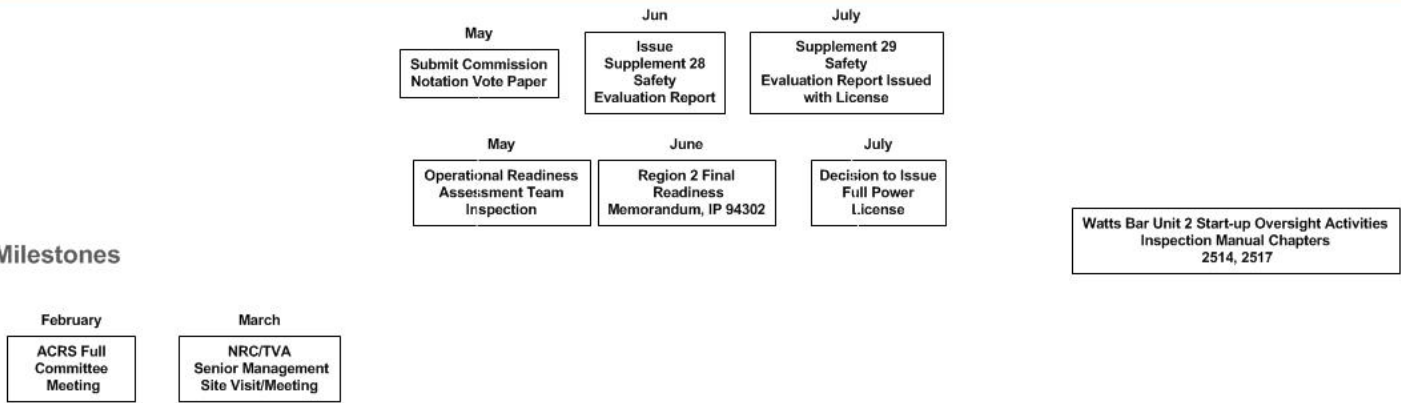 May
Submit Commission
Notation Vote Paper
Jun
Issue
Supplement 28
Safety
Evaluation Report
July
Supplement 29
Safety
Evaluation Report Issued
with License
May
Operational Readiness
Assessment Team
Inspection
June
Region 2 Final
Readiness
Memorandum, IP 94302
July
Decision to Issue
Full Power
License
Watts Bar Unit 2 Start-up Oversight Activities
Inspection Manual Chapters
2514, 2517
Milestones
February
ACRS Full
Committee
Meeting
March
NRC/TVA
Senior Management
Site Visit/Meeting